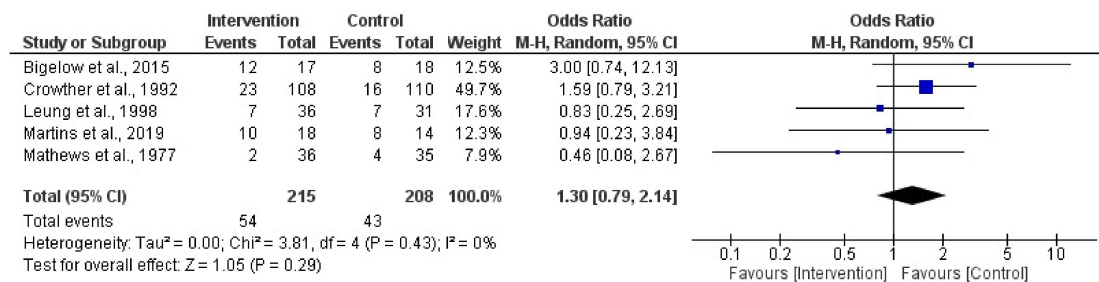 Intervention Control Odds Ratio Odds Ratio
Study or Subgroup Events Total Events Total Weight M-H, Random, 95% CI M-H, Random, 95% CI
Bigelow et al., 2015 12 17 8 18 12.5% 3.00 [0.74, 12.13]
Crowther et al., 1992 23 108 16 110 49.7% 1.59 [0.79, 3.21]
Leung et al., 1998 7 36 7 31 17.6% 0.83 [0.25, 2.69]
Martins et al., 2019 10 18 8 14 12.3% 0.94 [0.23, 3.84]
Mathews et al., 1977 2 36 4 35 7.9% 0.46 [0.08, 2.67]
Total (95% CI) 215 208 100.0% 1.30 [0.79, 2.14]
Total events 54 43
Heterogeneity: Tau² = 0.00; Chi² = 3.81, df = 4 (P = 0.43); I² = 0%
Test for overall effect: Z = 1.05 (P = 0.29)
0.1 0.2 0.5 1 2 5 10
Favours [Intervention] Favours [Control]